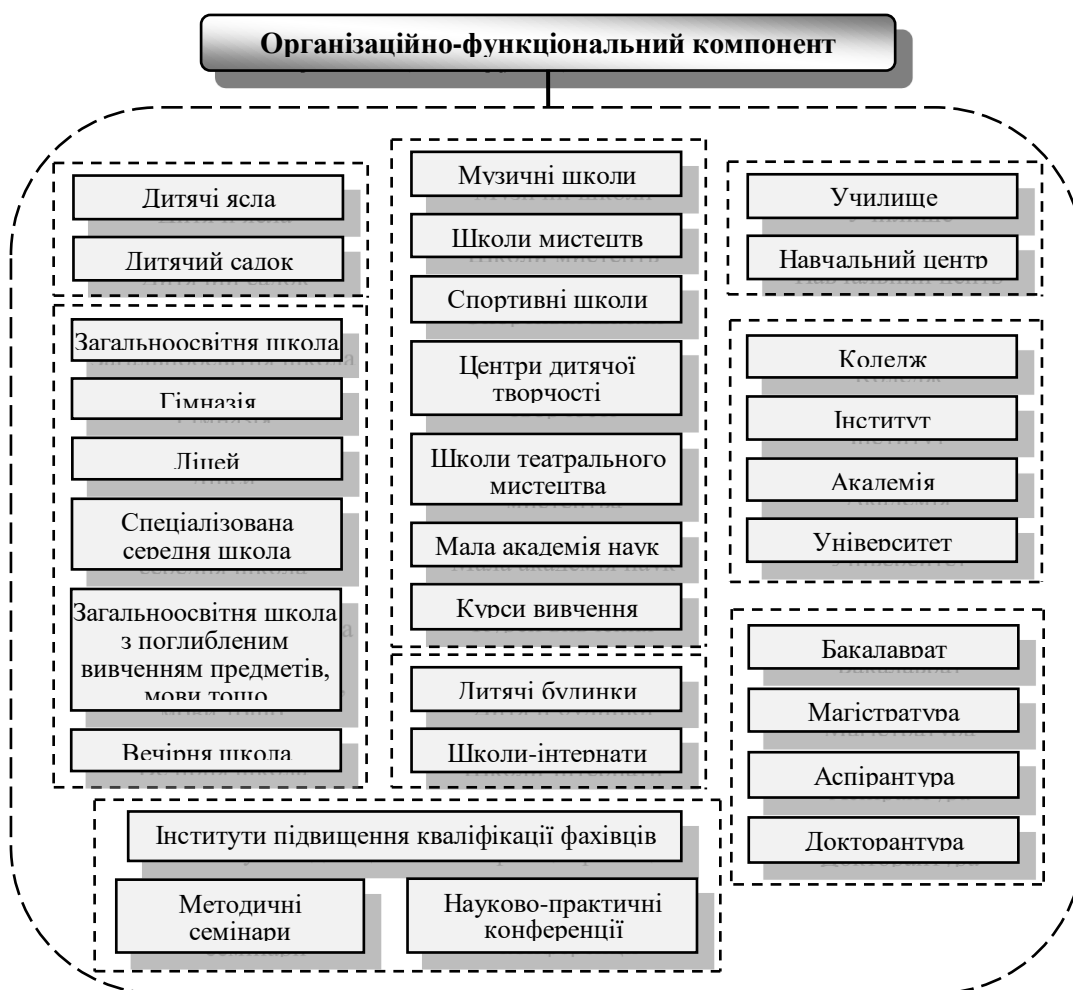 Організаційно-функціональний компонент
Дитячі ясла
Дитячий садок
Загальноосвітня школа
Гімназія
Ліцей
Спеціалізована
середня школа
Загальноосвітня школа
з поглибленим
вивченням предметів,
мови тощо
Вечірня школа
Музичні школи
Школи мистецтв
Спортивні школи
Центри дитячої
творчості
Школи театрального
мистецтва
Мала академія наук
Курси вивчення
Дитячі будинки
Школи-інтернати
Училище
Навчальний центр
Коледж
Інститут
Академія
Університет
Бакалаврат
Магістратура
Аспірантура
Докторантура
Інститути підвищення кваліфікації фахівців
Методичні
семінари
Науково-практичні
конференції